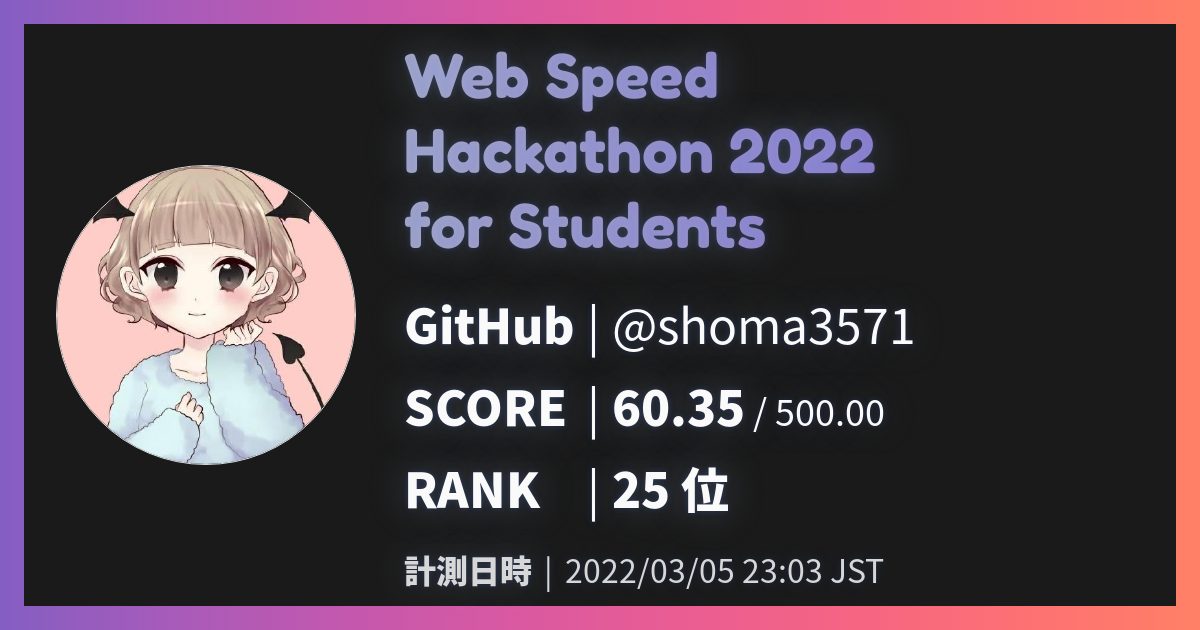 Web Speed
Hackathon 2022
for Students
GitHub | @shoma3571
SCORE | 60.35 / 500.00
RANK | 25 位
計測日時 | 2022/03/05 23:03 JST